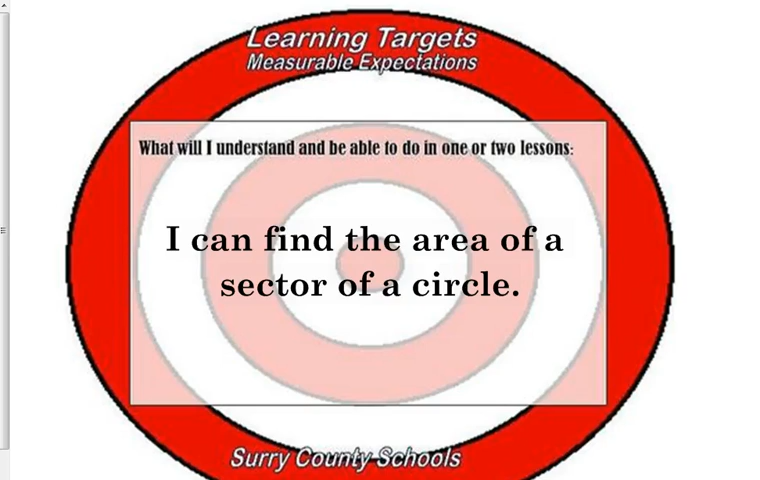 Learning Targets
Measurable Expectations
What will I understand and be able to do in one or two lessons:
I can find the area of a
sector of a circle.
Surry County Schools